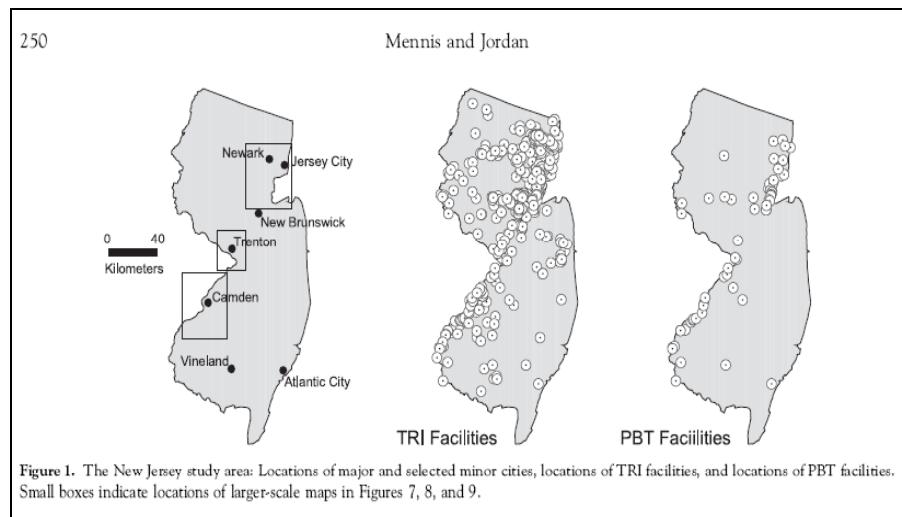 250
Mennis and Jordan
Newark
Jersey City
New Brunswick
0 40
Kilometers
Trenton
Camden
Vineland
Atlantic City
TRI Facilities
PBT Faciilities
Figure 1. The New Jersey study area: Locations of major and selected minor cities, locations of TRI facilities, and locations of PBT facilities.
Small boxes indicate locations of larger-scale maps in Figures 7, 8, and 9.